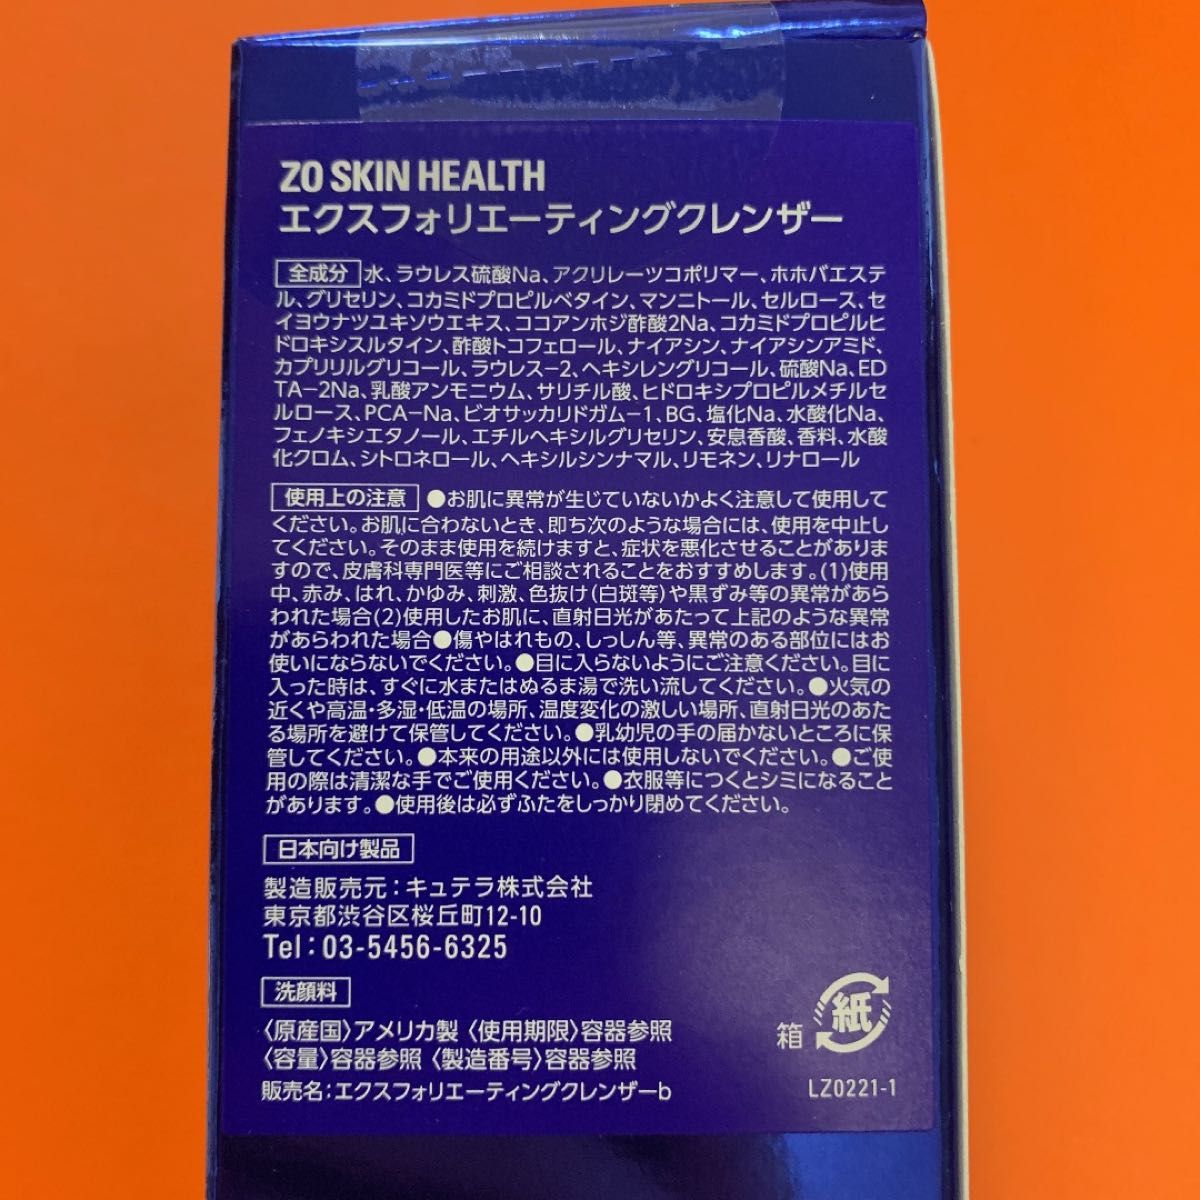 ZO SKIN HEALTH
エクスフォリエーティングクレンザー
全成分 水、ラウレス硫酸Na、アクリレーツコポリマー、ホホバエステ
ル、グリセリン、コカミドプロピルベタイン、マンニトール、セルロース、セ
イヨウナツユキソウエキス、ココアンホジ酢酸2Na、コカミドプロピルヒ
ドロキシスルタイン、酢酸トコフェロール、ナイアシン、ナイアシンアミド、
カプリリルグリコール、ラウレス−2、ヘキシレングリコール、硫酸Na、ED
TA−2Na、乳酸アンモニウム、サリチル酸、ヒドロキシプロピルメチルセ
ルロース、PCA−Na、ビオサッカリドガム−1、BG、塩化Na、水酸化Na、
フェノキシエタノール、エチルヘキシルグリセリン、安息香酸、香料、水酸
化クロム、シトロネロール、ヘキシルシンナマル、リモネン、リナロール
使用上の注意 ●お肌に異常が生じていないかよく注意して使用して
ください。お肌に合わないとき、即ち次のような場合には、使用を中止し
てください。そのまま使用を続けますと、症状を悪化させることがありま
すので、皮膚科専門医等にご相談されることをおすすめします。(1)使用
中、赤み、はれ、かゆみ、刺激、色抜け(白斑等)や黒ずみ等の異常があら
われた場合(2)使用したお肌に、直射日光があたって上記のような異常
があらわれた場合●傷やはれもの、しっしん等、異常のある部位にはお
使いにならないでください。●目に入らないようにご注意ください。目に
入った時は、すぐに水またはぬるま湯で洗い流してください。●火気の
近くや高温・多湿・低温の場所、温度変化の激しい場所、直射日光のあた
る場所を避けて保管してください。●乳幼児の手の届かないところに保
管してください。●本来の用途以外には使用しないでください。●ご使
用の際は清潔な手でご使用ください。●衣服等につくとシミになること
があります。●使用後は必ずふたをしっかり閉めてください。
日本向け製品
製造販売元：キュテラ株式会社
東京都渋谷区桜丘町12-10
Tel：03-5456-6325
洗顔料
〈原産国〉アメリカ製 〈使用期限〉容器参照
〈容量〉容器参照 〈製造番号〉容器参照
販売名：エクスフォリエーティングクレンザーb
箱 紙
LZ0221-1